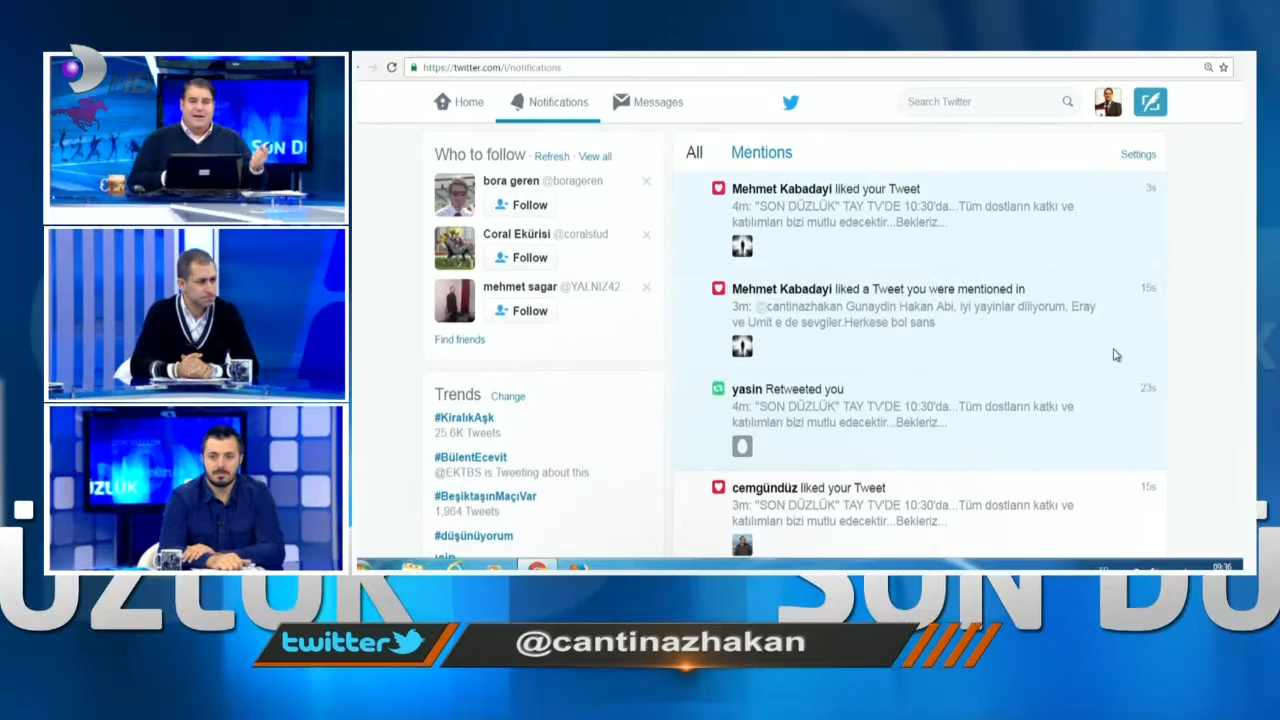 SON D
ÜZLÜK
https://twitter.com/i/notifications
Home
Notifications
Messages
Search Twitter
Who to follow · Refresh · View all
bora geren @borageren
Follow
Coral Ekürisi @coralstud
Follow
mehmet sagar @YALNIZ42...
Follow
Find friends
Trends · Change
#KiralıkAşk
25.6K Tweets
#BülentEcevit
@EKTBS is Tweeting about this
#BeşiktaşınMaçıVar
1,964 Tweets
#düşünüyorum
All
Mentions
Settings
Mehmet Kabadayi liked your Tweet
3s
4m: "SON DÜZLÜK" TAY TV'DE 10:30'da...Tüm dostların katkı ve
katılımları bizi mutlu edecektir...Bekleriz...
Mehmet Kabadayi liked a Tweet you were mentioned in
15s
3m: @cantinazhakan Gunaydin Hakan Abi, iyi yayinlar diliyorum, Eray
ve Umit e de sevgiler.Herkese bol sans
yasin Retweeted you
23s
4m: "SON DÜZLÜK" TAY TV'DE 10:30'da...Tüm dostların katkı ve
katılımları bizi mutlu edecektir...Bekleriz...
cemgündüz liked your Tweet
15s
3m: "SON DÜZLÜK" TAY TV'DE 10:30'da...Tüm dostların katkı ve
katılımları bizi mutlu edecektir...Bekleriz...
09:36
ÜZLÜK
SON DÜ
twitter
@cantinazhakan